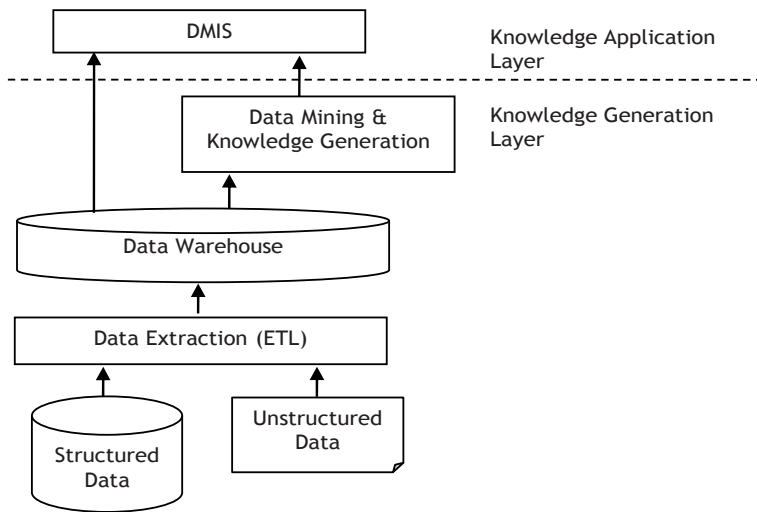 DMIS
Knowledge Application
Layer
Data Mining &
Knowledge Generation
Knowledge Generation
Layer
Data Warehouse
Data Extraction (ETL)
Structured
Data
Unstructured
Data